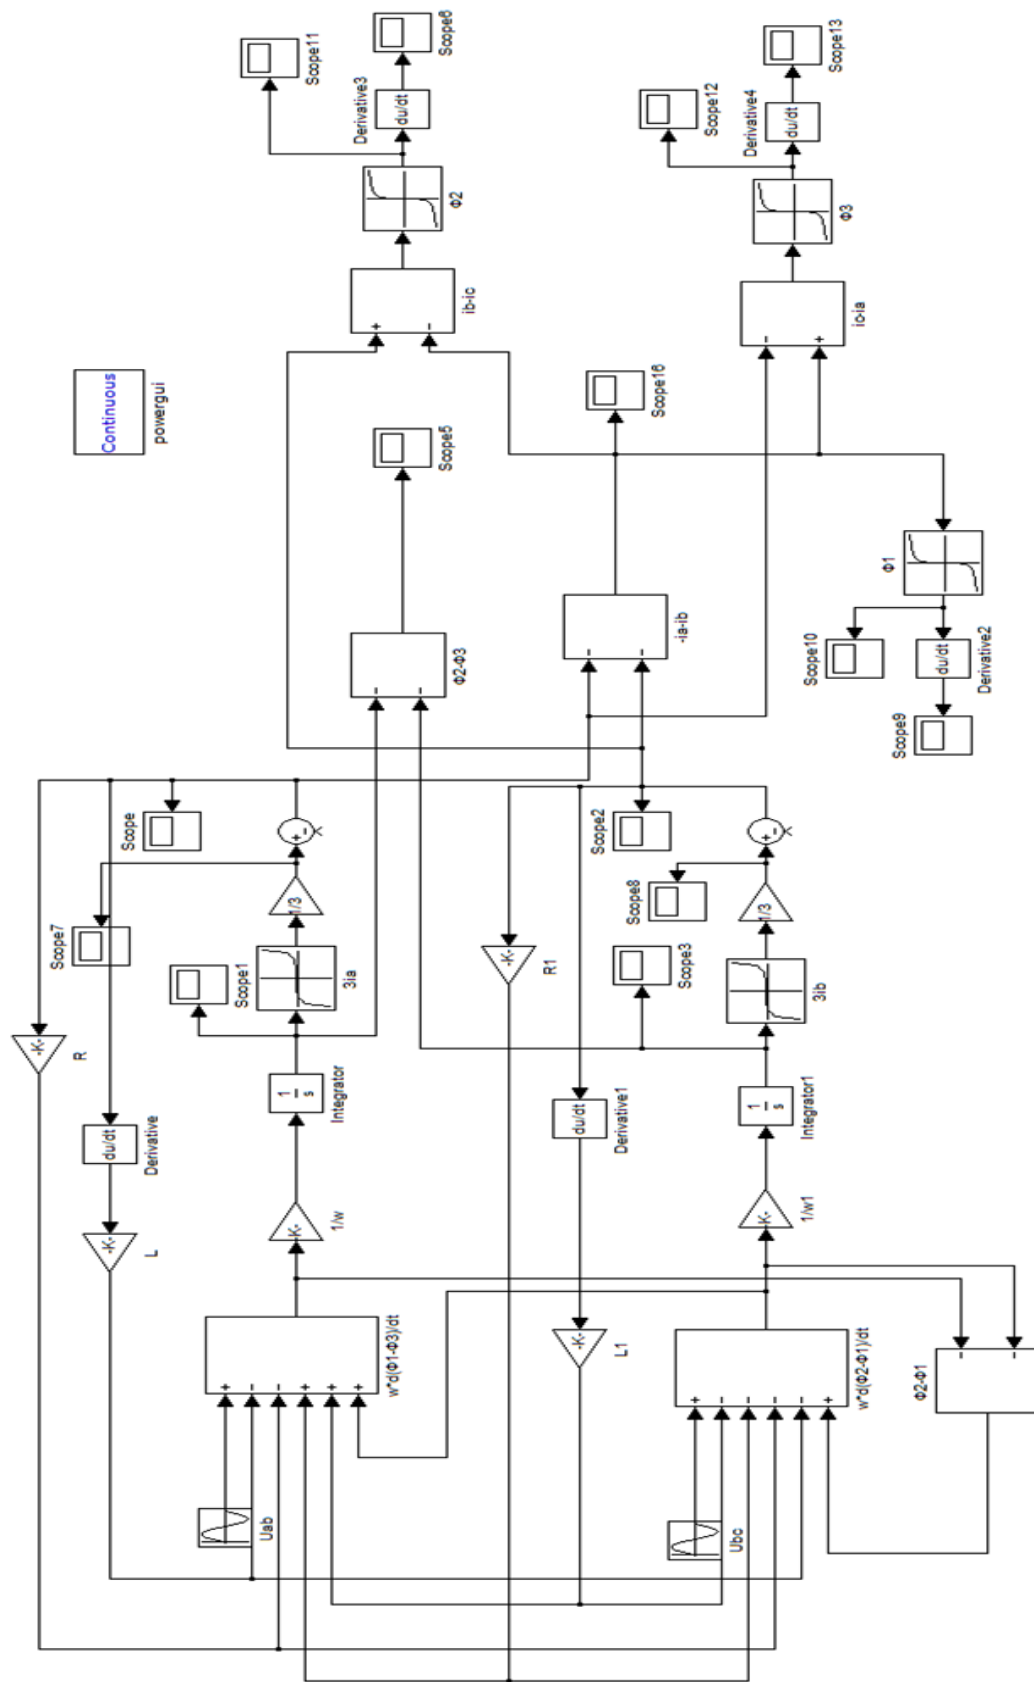 -K-
R
Continuous
powergui
-K-
L
du/dt
Derivative
Scope7
Scope
Uab
+
-
-
+
+
+
w*d(Φ1-Φ3)/dt
-K-
1/w
1
s
Integrator
Scope1
3ia
1/3
+
-
Scope11
-
-
Φ2-Φ3
Scope5
+
-
ib-ic
Φ2
du/dt
Derivative3
Scope6
-K-
R1
-K-
L1
du/dt
Derivative1
Scope3
Scope2
-
-
-ia-ib
Scope16
Scope8
Scope12
Ubc
+
-
-
-
-
+
w*d(Φ2-Φ1)/dt
-K-
1/w1
1
s
Integrator1
3ib
1/3
+
-
-
+
ic-ia
Φ3
du/dt
Derivative4
Scope13
Scope10
Φ1
-
-
Φ2-Φ1
Scope9
du/dt
Derivative2